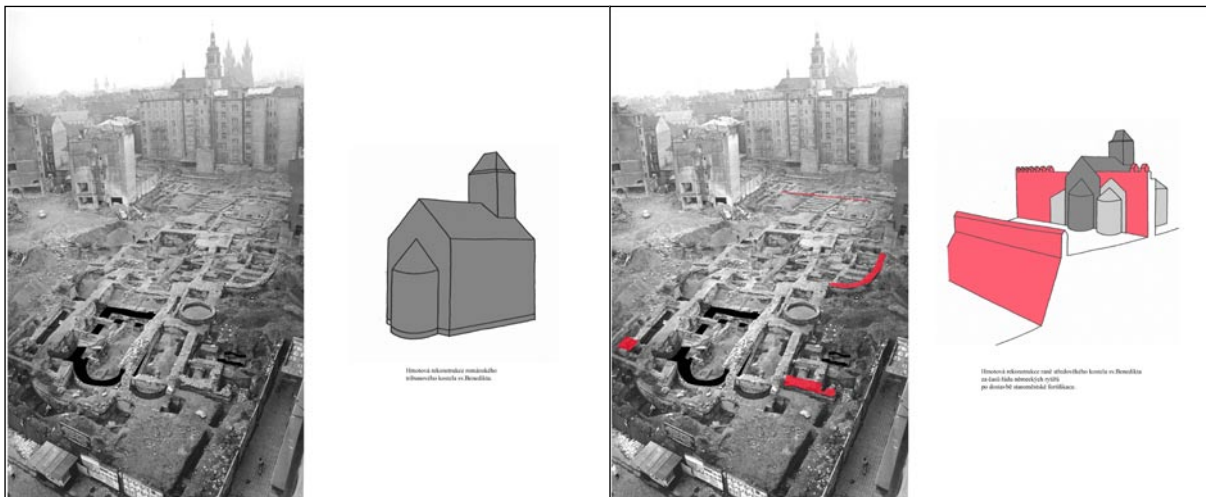 Hmotová rekonstrukce románského
tribunového kostela sv.Benedikta.
Hmotová rekonstrukce raně středověkého kostela sv.Benedikta
za časů řádu německých rytířů
po dostavbě staroměstské fortifikace.